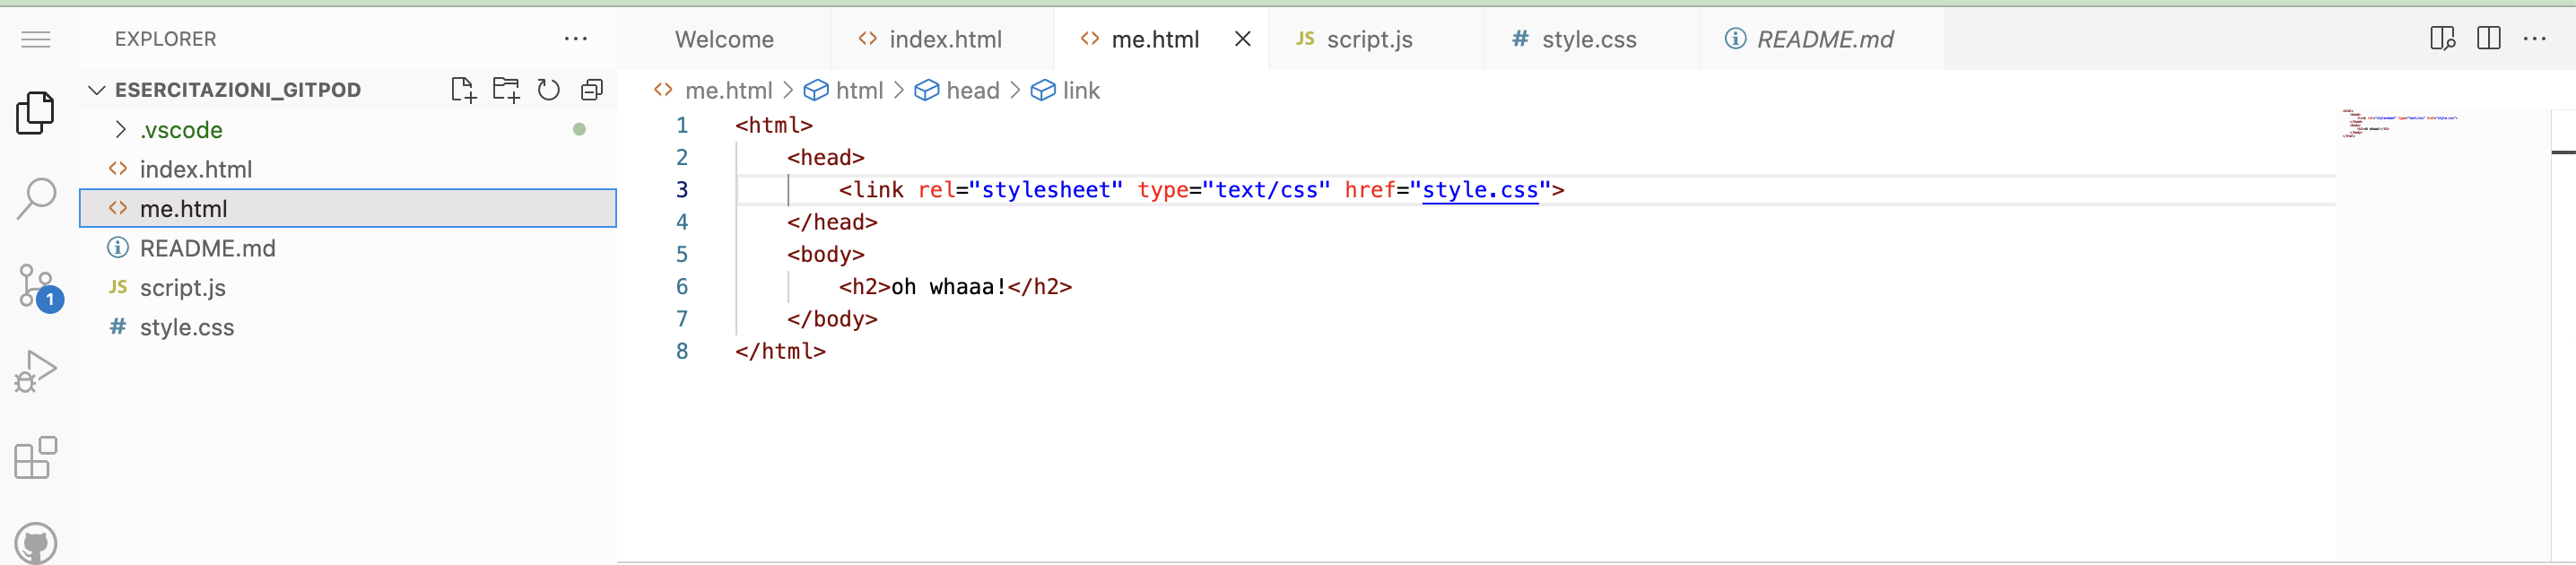 EXPLORER
ESERCITAZIONI_GITPOD
.vscode
index.html
me.html
README.md
JS script.js
# style.css
1
Welcome
index.html
me.html
JS script.js
# style.css
README.md
me.html > html > head > link
1 <html>
2 <head>
3 <link rel="stylesheet" type="text/css" href="style.css">
4 </head>
5 <body>
6 <h2>oh whaaa!</h2>
7 </body>
8 </html>